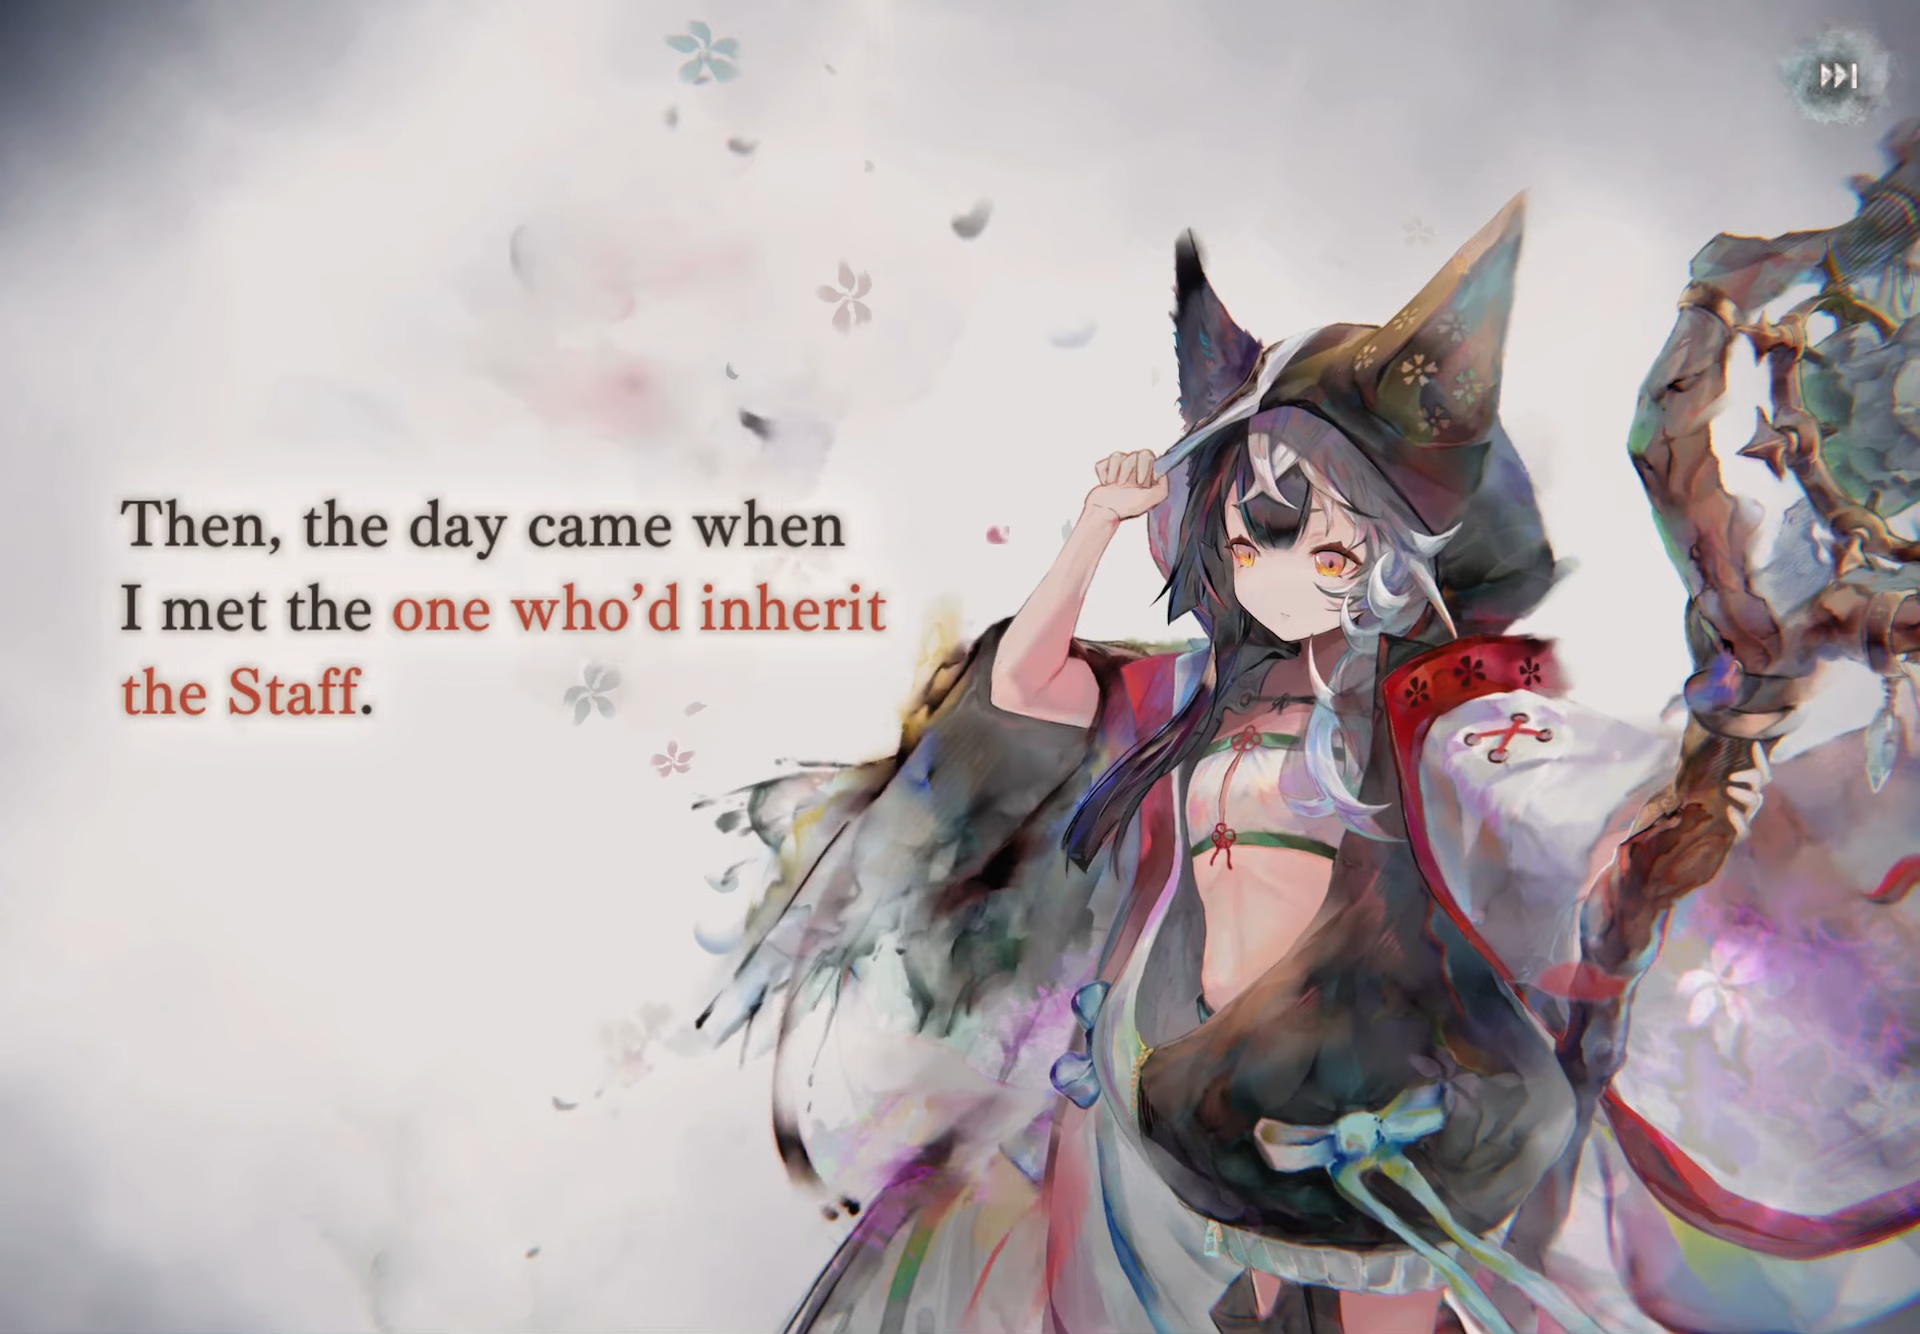 Then, the day came when
I met the one who’d inherit
the Staff.